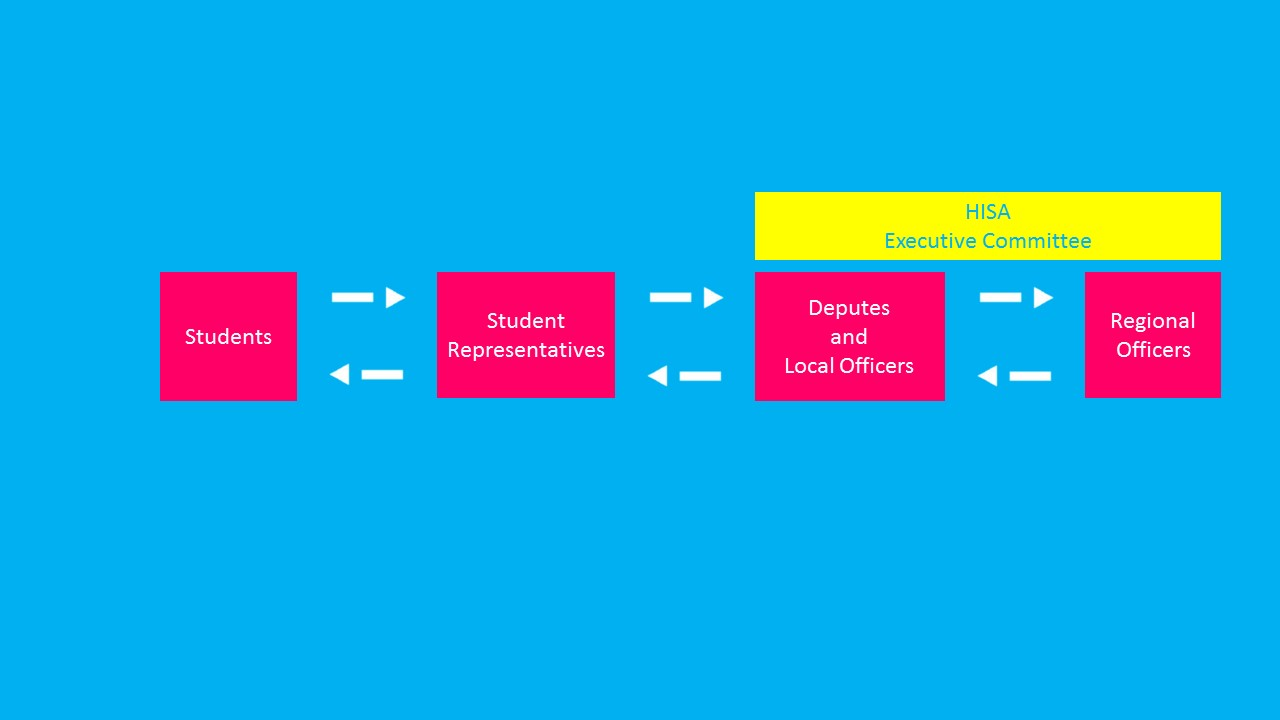 HISA
Executive Committee
Students
Student
Representatives
Deputes
and
Local Officers
Regional
Officers